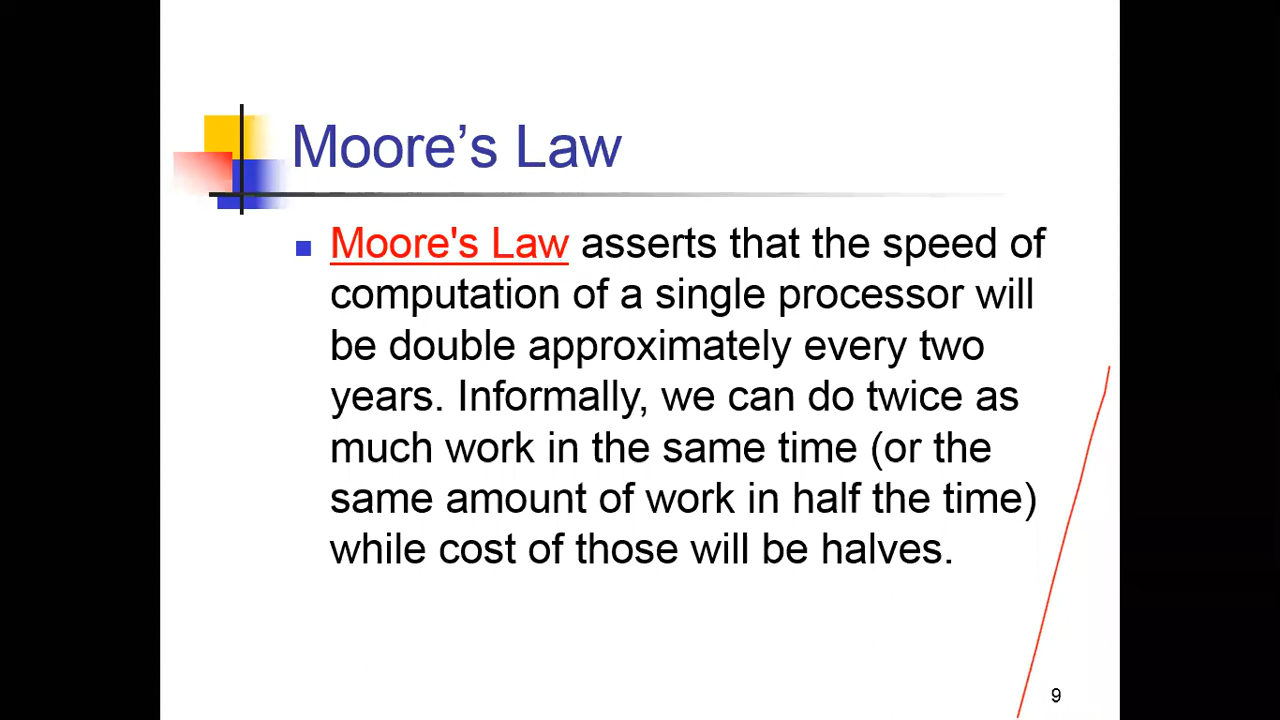 Moore’s Law
Moore's Law asserts that the speed of
computation of a single processor will
be double approximately every two
years. Informally, we can do twice as
much work in the same time (or the
same amount of work in half the time)
while cost of those will be halves.
9